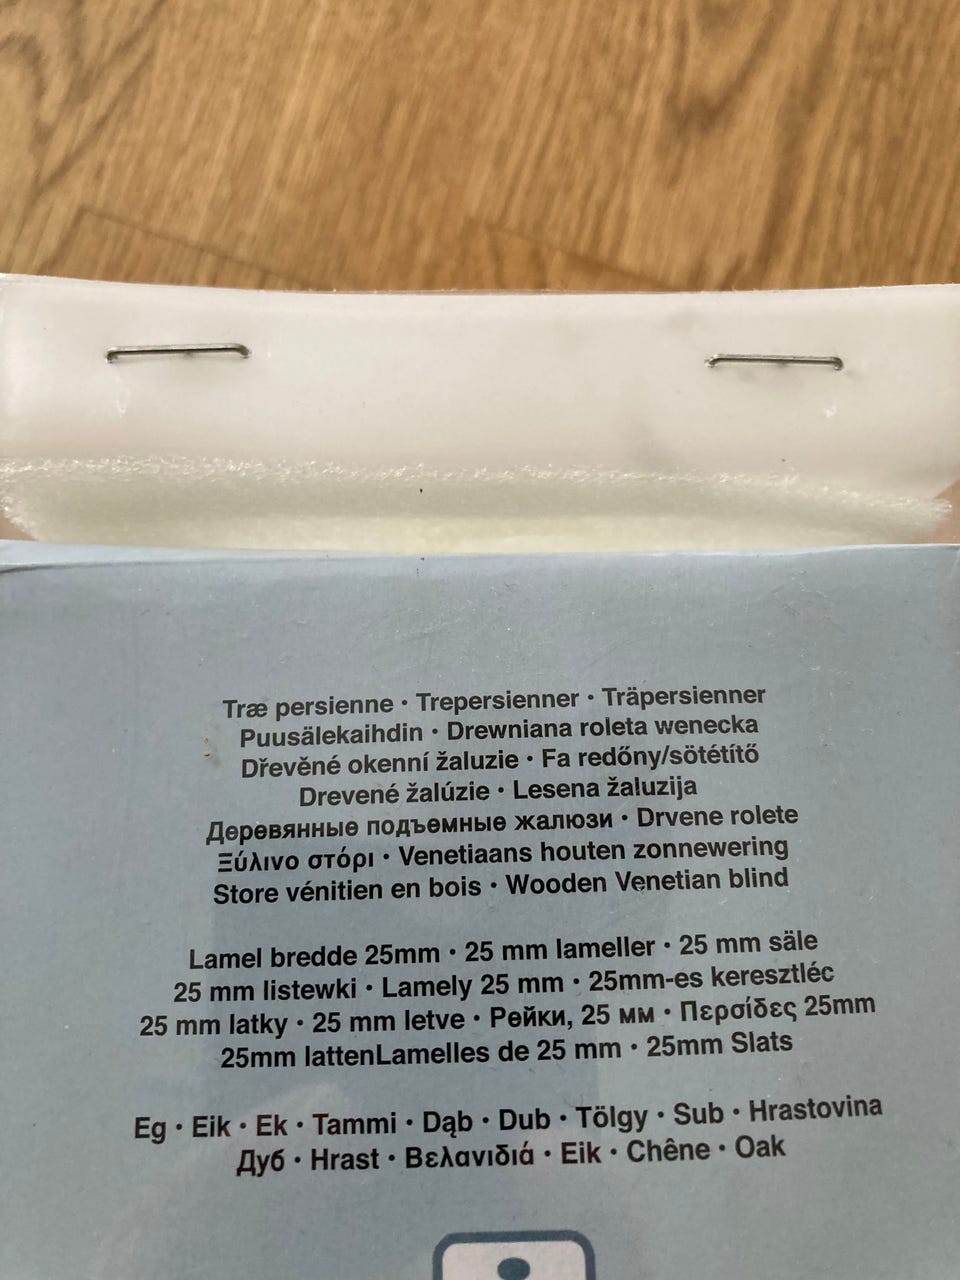 Træ persienne · Trepersienner · Träpersienner
Puusälekaihdin · Drewniana roleta wenecka
Dřevěné okenní žaluzie · Fa redőny/sötétítő
Drevené žalúzie · Lesena žaluzija
Деревянные подъемные жалюзи · Drvene rolete
Ξύλινο στόρι · Venetiaans houten zonnewering
Store vénitien en bois · Wooden Venetian blind
Lamel bredde 25mm · 25 mm lameller · 25 mm säle
25 mm listewki · Lamely 25 mm · 25mm-es keresztléc
25 mm latky · 25 mm letve · Рейки, 25 мм · Περσίδες 25mm
25mm lattenLamelles de 25 mm · 25mm Slats
Eg · Eik · Ek · Tammi · Dąb · Dub · Tölgy · Sub · Hrastovina
Дуб · Hrast · Βελανιδιά · Eik · Chêne · Oak